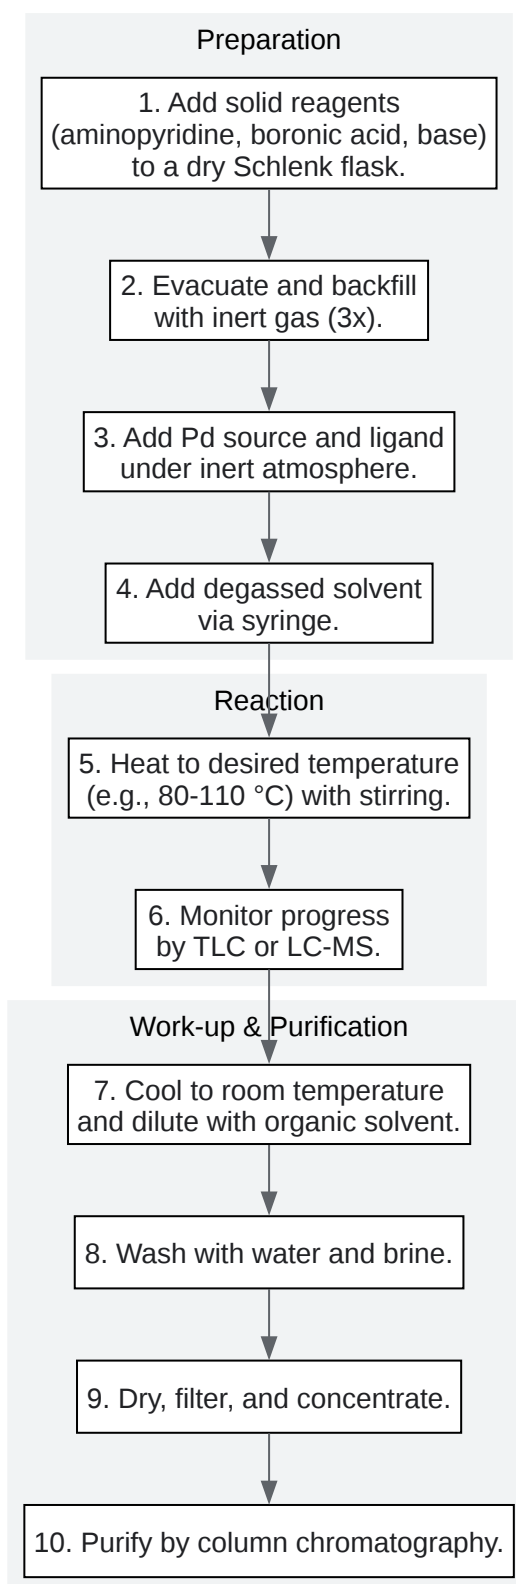 Preparation
1. Add solid reagents
(aminopyridine, boronic acid, base)
to a dry Schlenk flask.
2. Evacuate and backfill
with inert gas (3x).
3. Add Pd source and ligand
under inert atmosphere.
4. Add degassed solvent
via syringe.
Reaction
5. Heat to desired temperature
(e.g., 80-110 °C) with stirring.
6. Monitor progress
by TLC or LC-MS.
Work-up & Purification
7. Cool to room temperature
and dilute with organic solvent.
8. Wash with water and brine.
9. Dry, filter, and concentrate.
10. Purify by column chromatography.